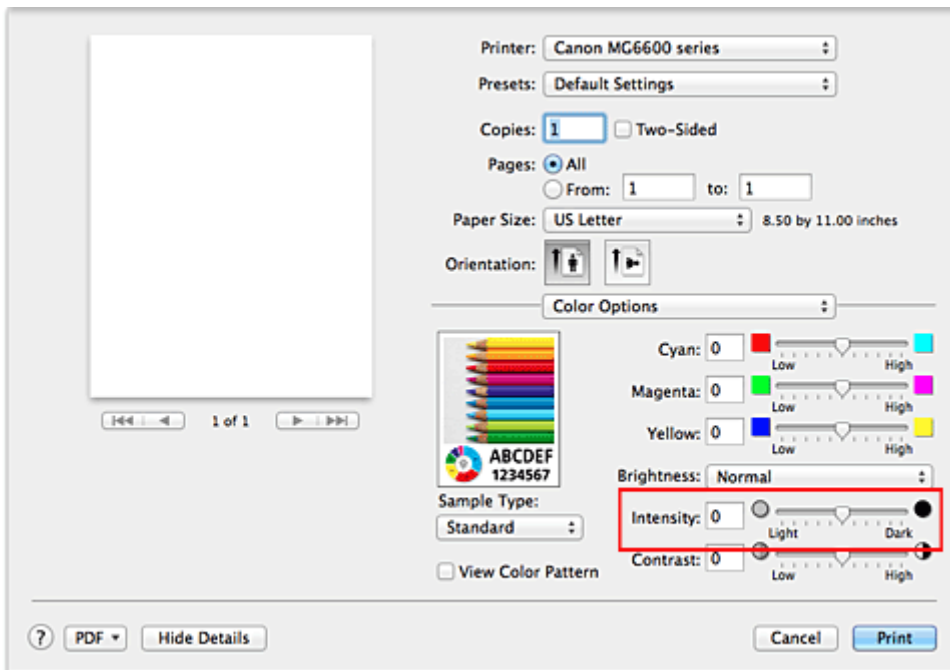 Printer: Canon MG6600 series
Presets: Default Settings
Copies: 1 Two-Sided
Pages: All
From: 1 to: 1
Paper Size: US Letter 8.50 by 11.00 inches
Orientation:
Color Options
Cyan: 0
Low High
Magenta: 0
Low High
Yellow: 0
Low High
1 of 1
ABCDEF
1234567
Brightness: Normal
Sample Type:
Standard
Intensity: 0
Light Dark
View Color Pattern
Contrast: 0
Low High
? PDF Hide Details Cancel Print